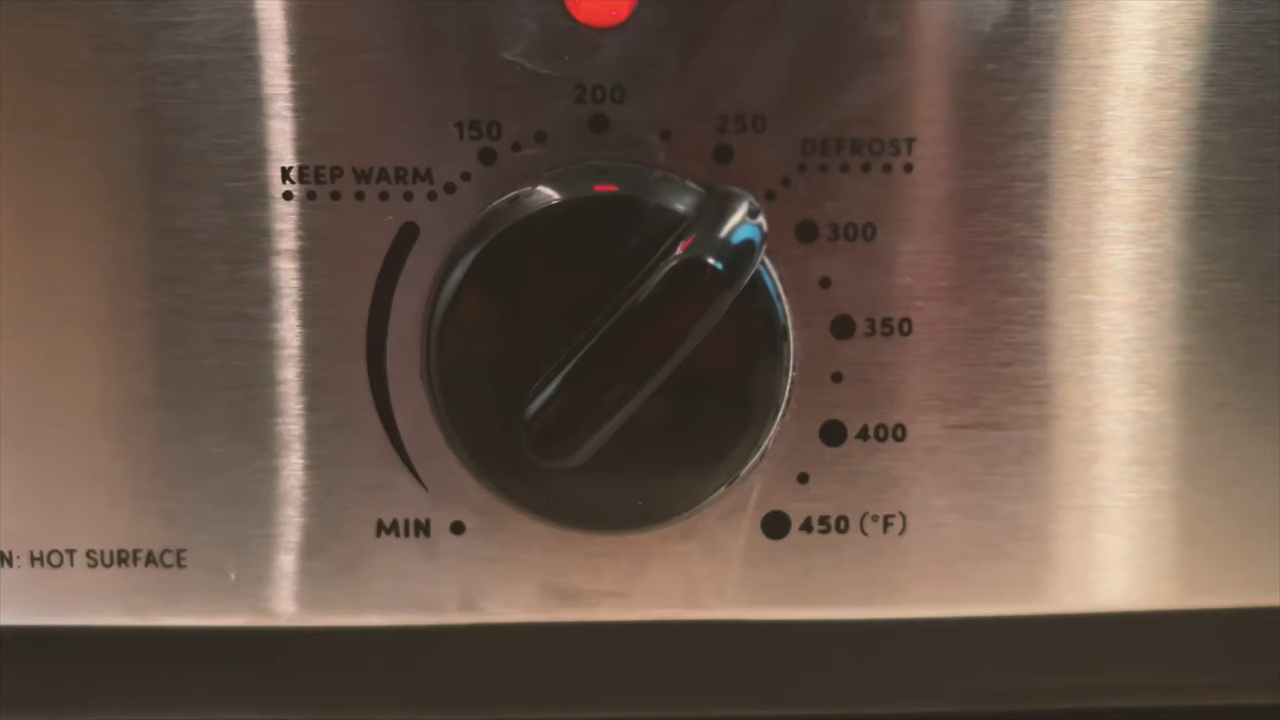 200
150
250
KEEP WARM
DEFROST
300
350
400
MIN
450 (°F)
N: HOT SURFACE